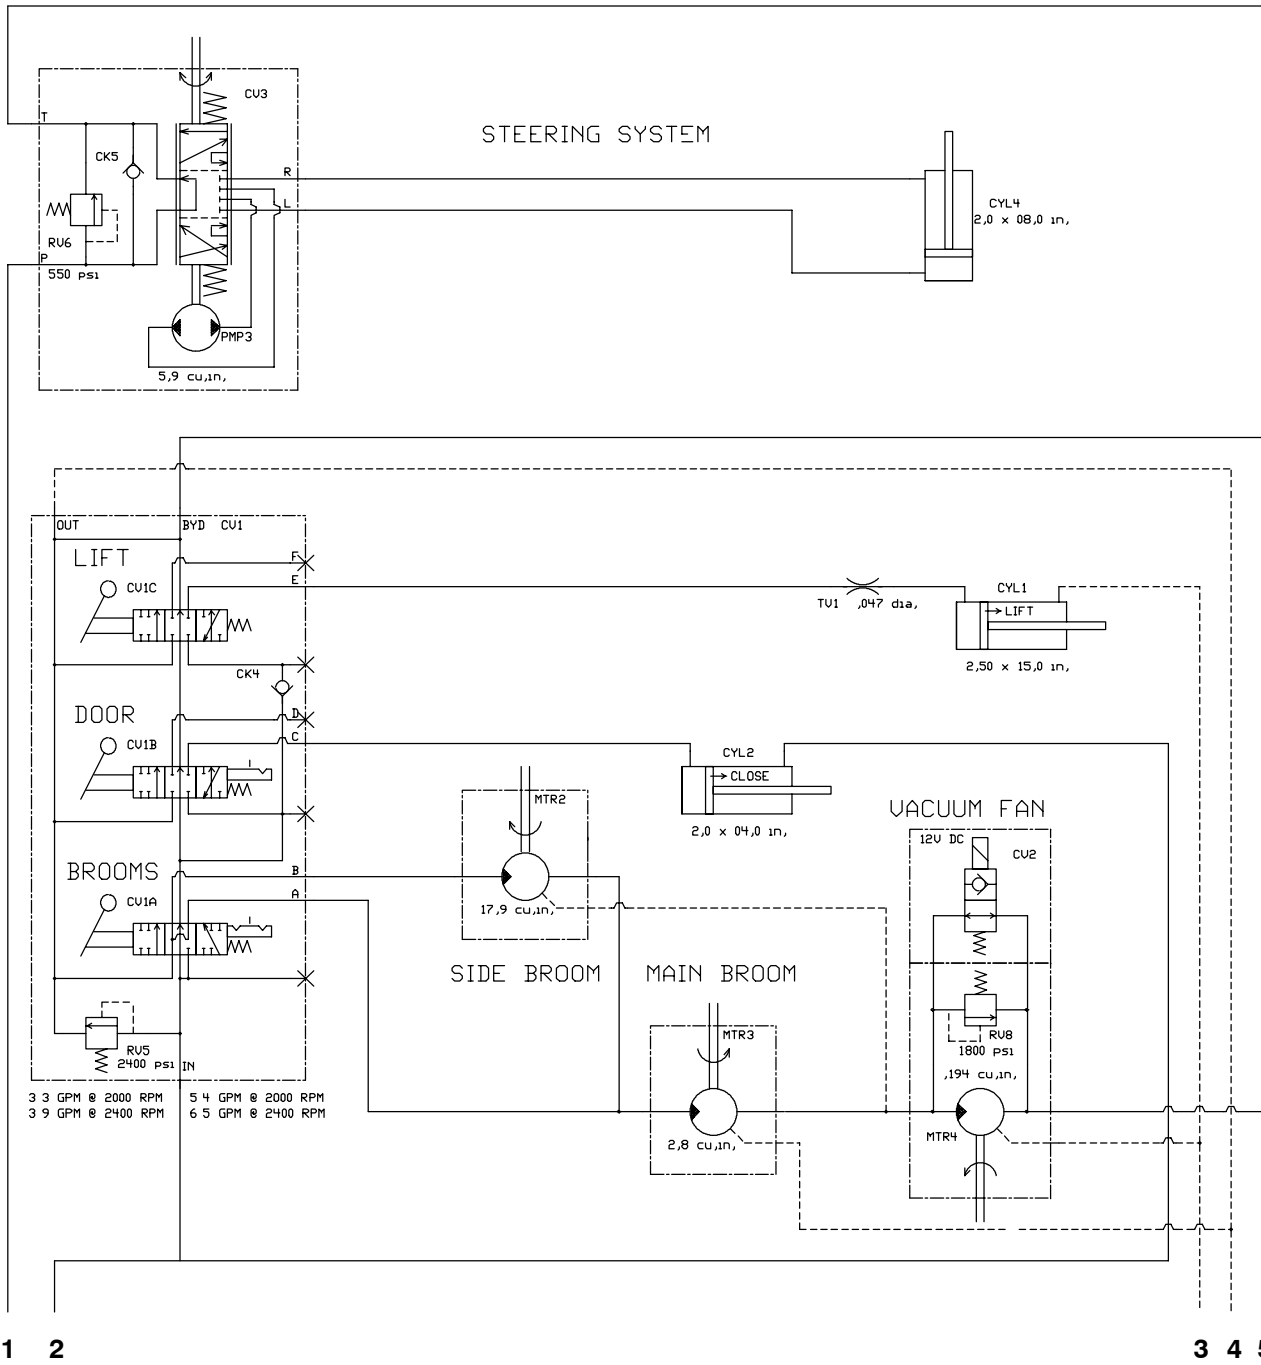 CV3
T
STEERING SYSTEM
CK5
R
CYL4
2,0 x 08,0 in,
L
RV6
P
550 psi
PMP3
5,9 cu,in,
OUT
BYD CV1
LIFT
F
E
CV1C
CYL1
TV1 ,047 dia,
LIFT
2,50 x 15,0 in,
CK4
DOOR
D
C
CV1B
CYL2
CLOSE
MTR2
2,0 x 04,0 in,
VACUUM FAN
12V DC
CV2
BROOMS
B
A
CV1A
17,9 cu,in,
SIDE BROOM
MAIN BROOM
MTR3
RV8
1800 psi
RV5
2400 psi IN
,194 cu,in,
3 3 GPM @ 2000 RPM 5 4 GPM @ 2000 RPM
3 9 GPM @ 2400 RPM 6 5 GPM @ 2400 RPM
MTR4
2,8 cu,in,
1 2 3 4 5